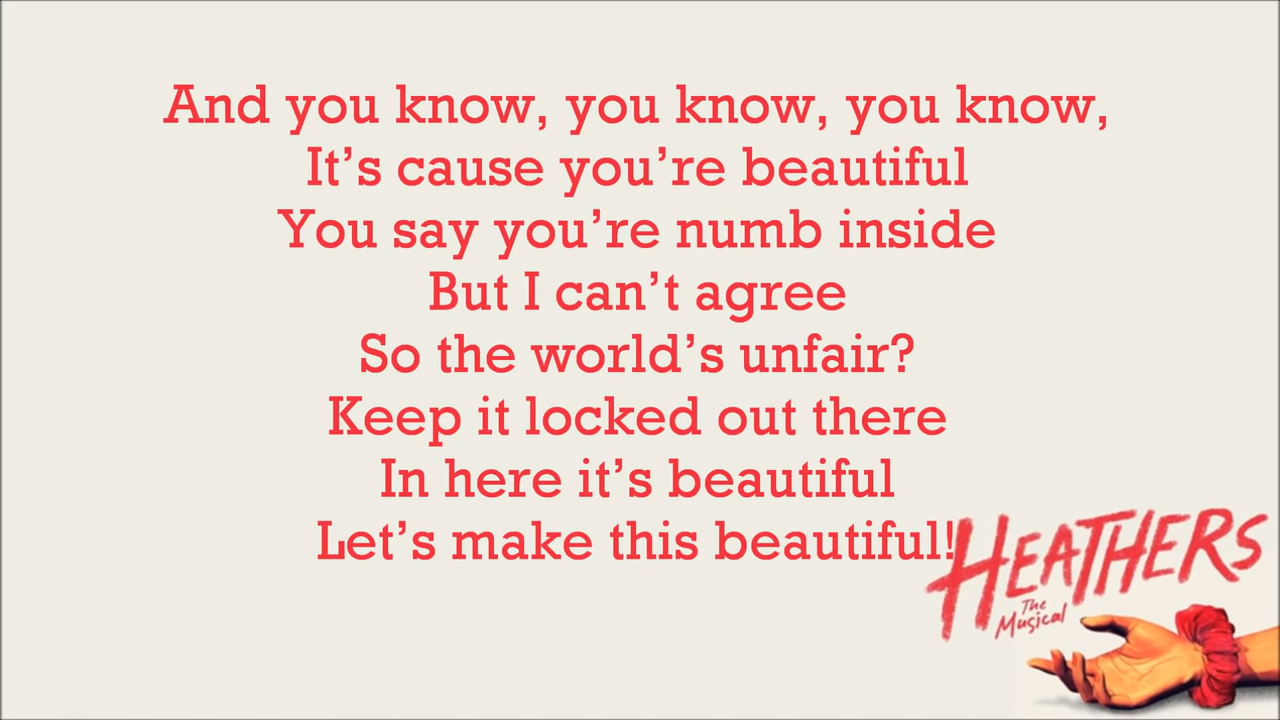 And you know, you know, you know,
It’s cause you’re beautiful
You say you’re numb inside
But I can’t agree
So the world’s unfair?
Keep it locked out there
In here it’s beautiful
Let’s make this beautiful!
HEATHERS
The
Musical